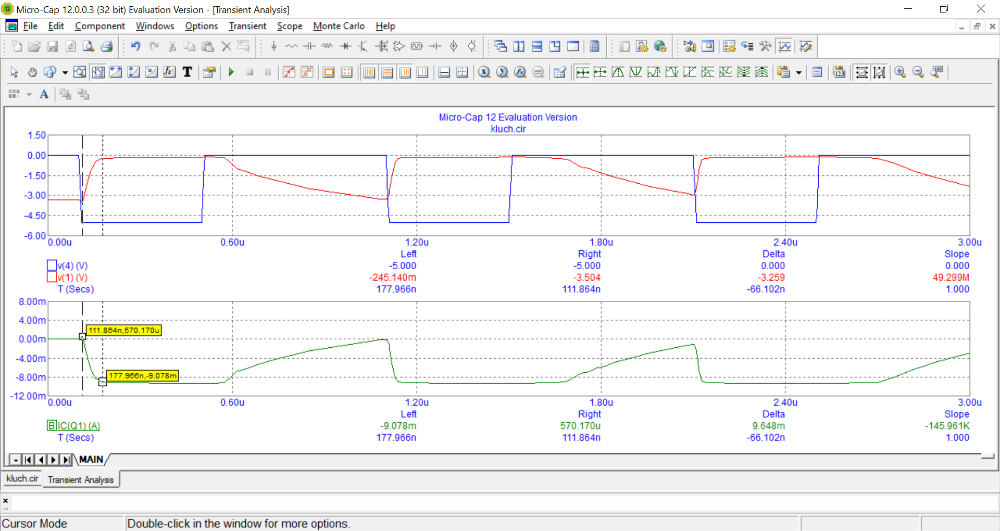 Micro-Cap 12.0.0.3 (32 bit) Evaluation Version - [Transient Analysis]
File Edit Component Windows Options Transient Scope Monte Carlo Help
Micro-Cap 12 Evaluation Version
kluch.cir
1.50
0.00
-1.50
-3.00
-4.50
-6.00
0.00u 0.60u 1.20u 1.80u 2.40u 3.00u
Left Right Delta Slope
v(4) (V) -5.000 -5.000 0.000 0.000
v(1) (V) -245.140m -3.504 -3.259 49.299M
T (Secs) 177.966n 111.864n -66.102n 1.000
8.00m
4.00m
111.864n,570.170u
0.00m
-4.00m
177.966n,-9.078m
-8.00m
-12.00m
0.00u 0.60u 1.20u 1.80u 2.40u 3.00u
Left Right Delta Slope
B IC(Q1) (A) -9.078m 570.170u 9.648m -145.961K
T (Secs) 177.966n 111.864n -66.102n 1.000
MAIN
kluch.cir Transient Analysis
Cursor Mode Double-click in the window for more options.